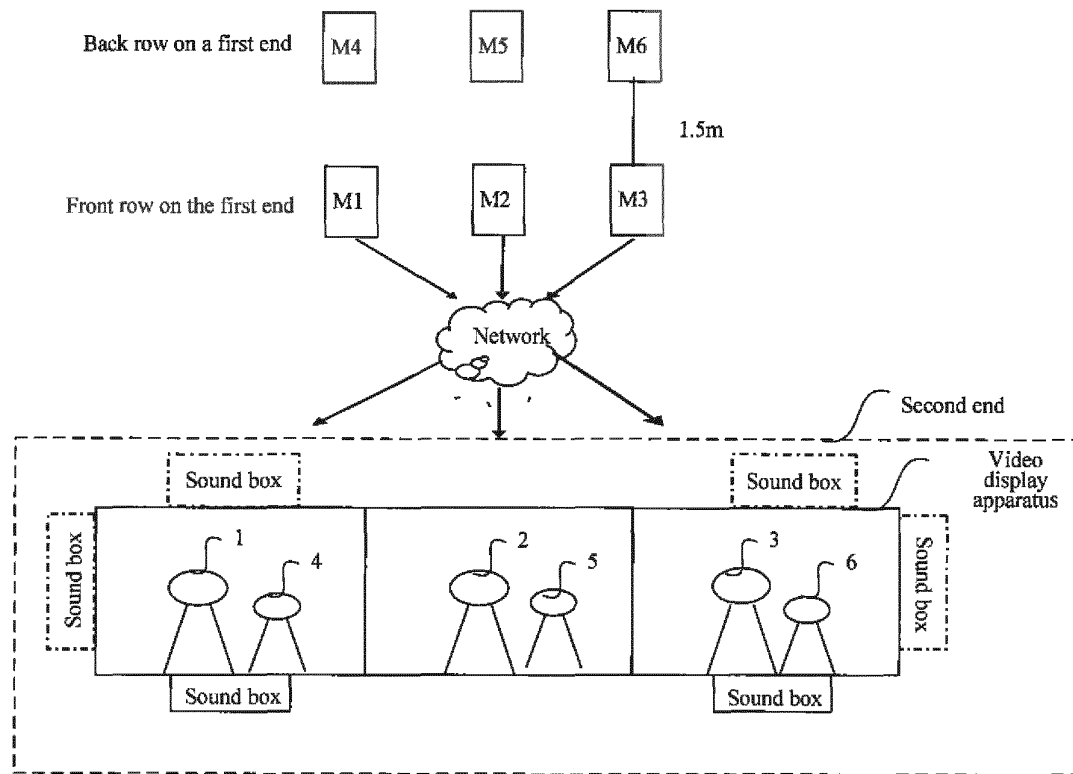 Back row on a first end
M4
M5
M6
1.5m
Front row on the first end
M1
M2
M3
Network
Second end
Video
display
apparatus
Sound box
Sound box
Sound box
Sound box
1
4
2
5
3
6
Sound box
Sound box